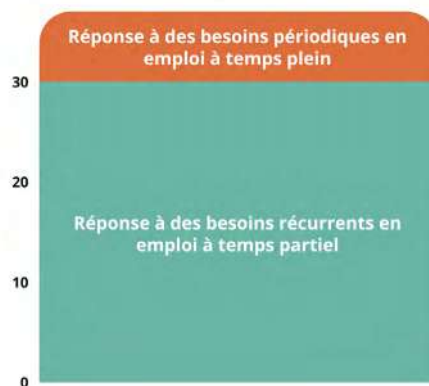 Réponse à des besoins périodiques en
emploi à temps plein
30
20
Réponse à des besoins récurrents en
emploi à temps partiel
10
0